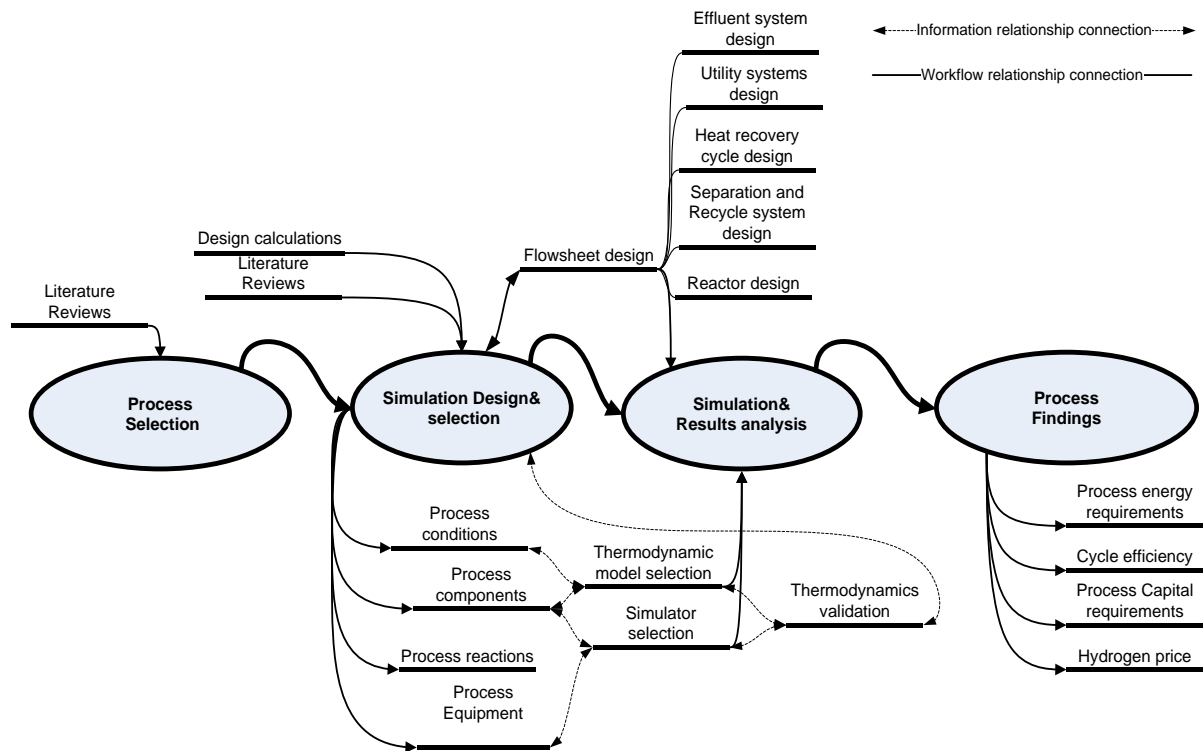 Effluent system
design
Information relationship connection
Utility systems
design
Workflow relationship connection
Heat recovery
cycle design
Separation and
Recycle system
design
Design calculations
Flowsheet design
Literature
Reviews
Reactor design
Literature
Reviews
Process
Selection
Simulation Design&
selection
Simulation&
Results analysis
Process
Findings
Process
conditions
Thermodynamic
model selection
Process
components
Simulator
selection
Thermodynamics
validation
Process reactions
Process
Equipment
Process energy
requirements
Cycle efficiency
Process Capital
requirements
Hydrogen price